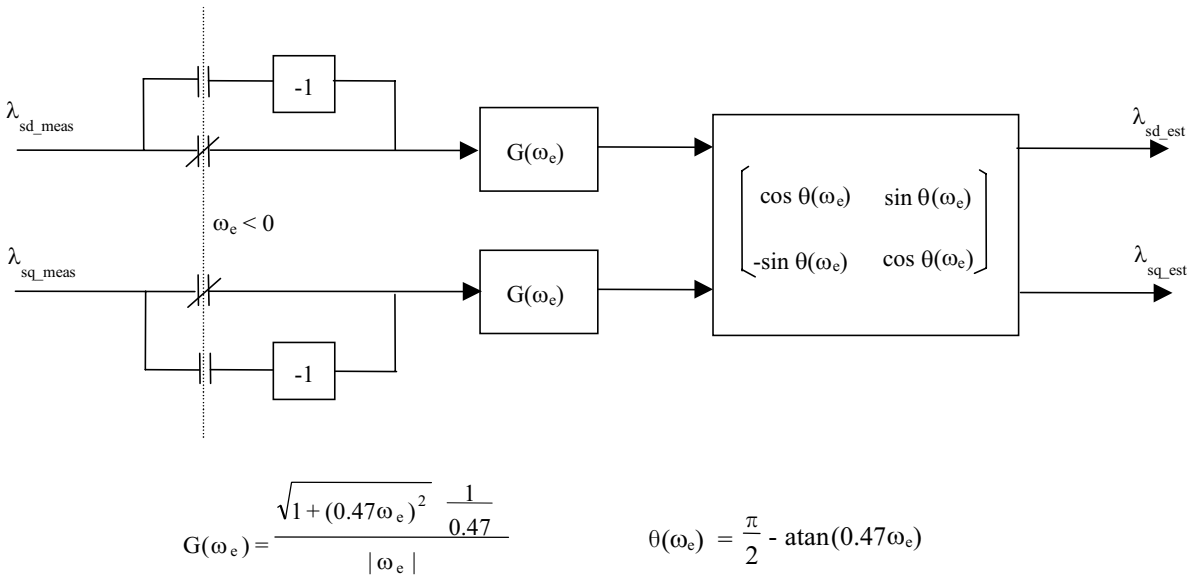 -1
λsd_meas
G(ωe)
λsd_est
cos θ(ωe) sin θ(ωe)
-sin θ(ωe) cos θ(ωe)
ωe < 0
λsq_meas
G(ωe)
λsq_est
-1
G(ωe) = √1 + (0.47ωe)² 1/0.47 / |ωe|
θ(ωe) = π/2 - atan(0.47ωe)